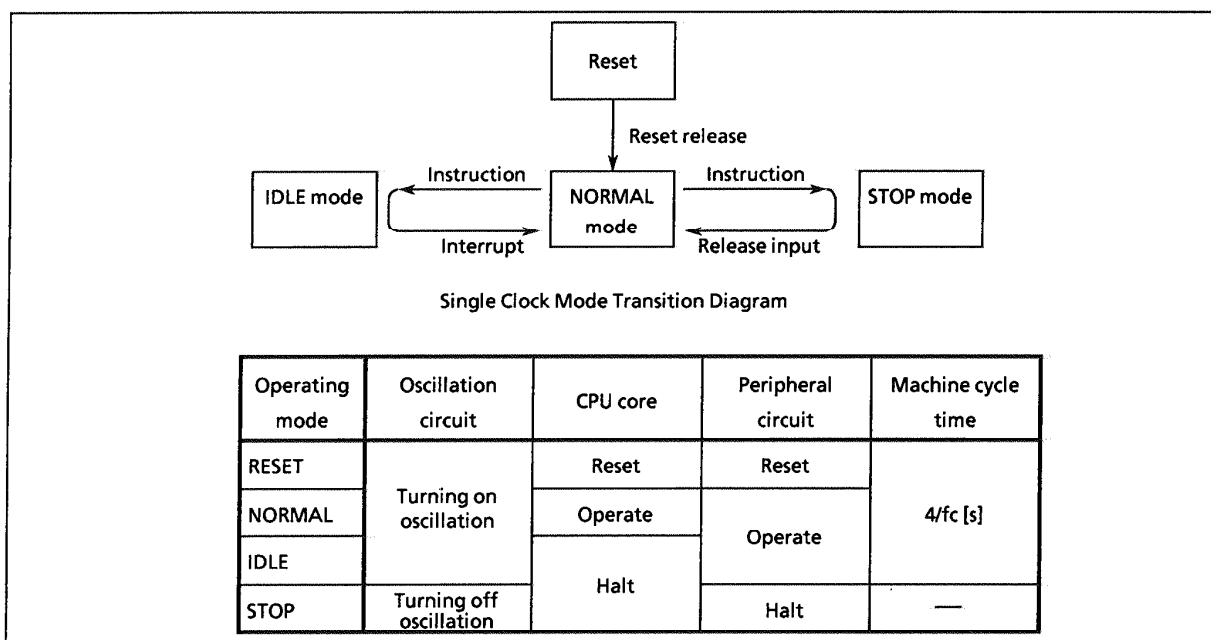 Reset
Reset release
IDLE mode
Instruction
Interrupt
NORMAL
mode
Instruction
Release input
STOP mode
Single Clock Mode Transition Diagram
Operating
mode
Oscillation
circuit
CPU core
Peripheral
circuit
Machine cycle
time
RESET
Turning on
oscillation
Reset
Reset
4/fc [s]
NORMAL
Operate
Operate
IDLE
Halt
STOP
Turning off
oscillation
Halt
—